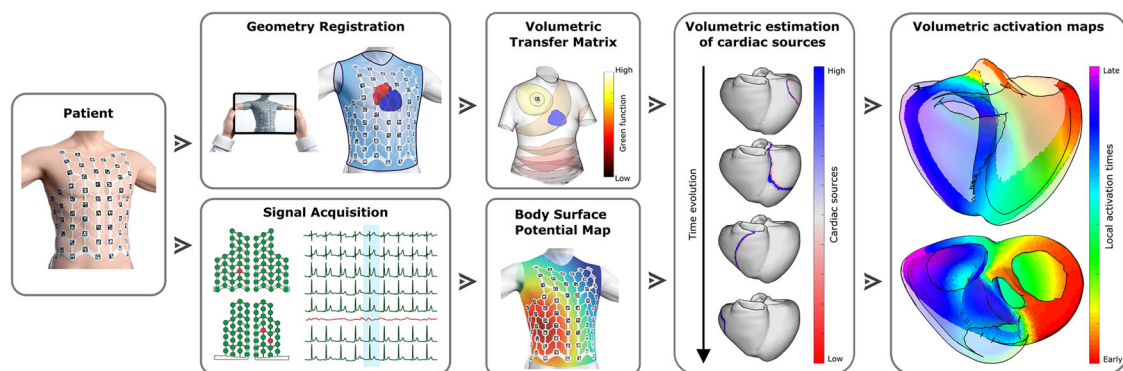 Patient
Geometry Registration
Signal Acquisition
Volumetric
Transfer Matrix
High
Green function
Low
Body Surface
Potential Map
Volumetric estimation
of cardiac sources
Time evolution
High
Cardiac sources
Low
Volumetric activation maps
Late
Local activation times
Early